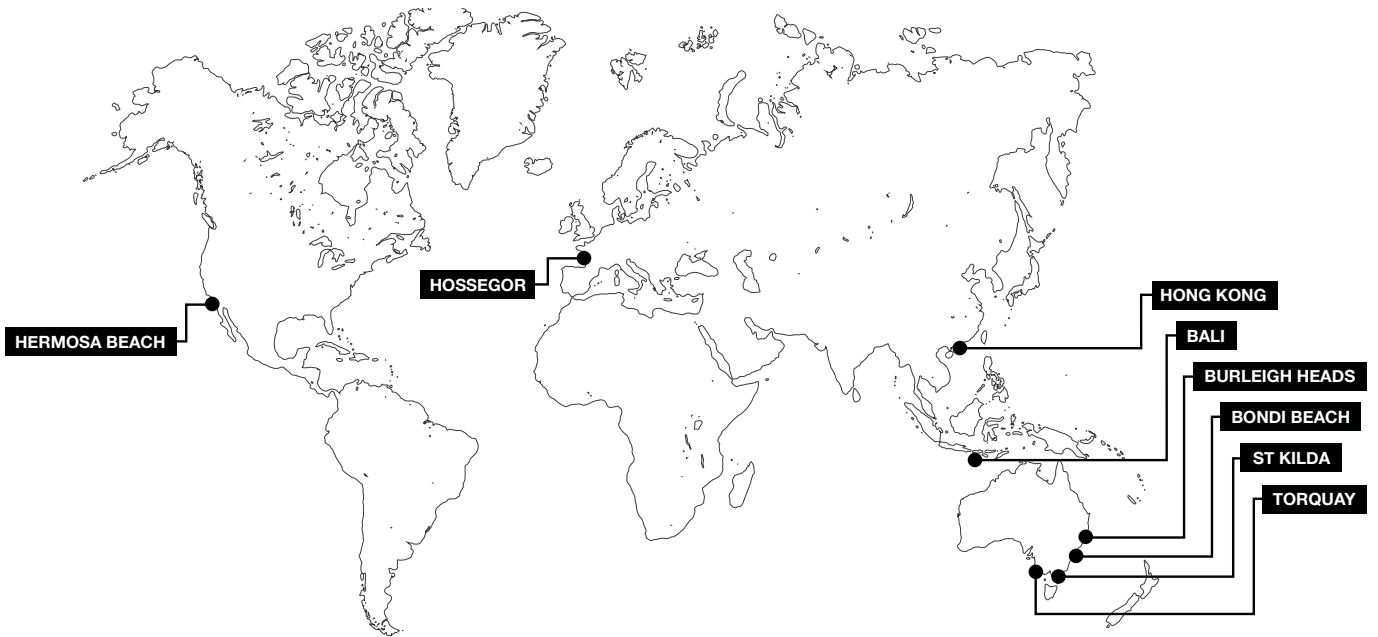 HOSSEGOR
HERMOSA BEACH
HONG KONG
BALI
BURLEIGH HEADS
BONDI BEACH
ST KILDA
TORQUAY